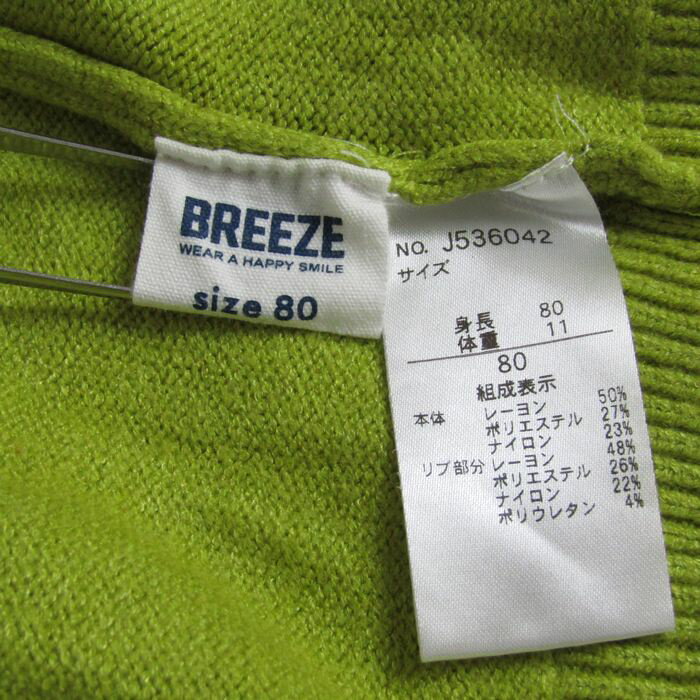 BREEZE
WEAR A HAPPY SMILE
size 80
NO. J536042
サイズ
身長 80
体重 11
80
組成表示
本体 レーヨン 50%
ポリエステル 27%
ナイロン 23%
リブ部分 レーヨン 48%
ポリエステル 26%
ナイロン 22%
ポリウレタン 4%